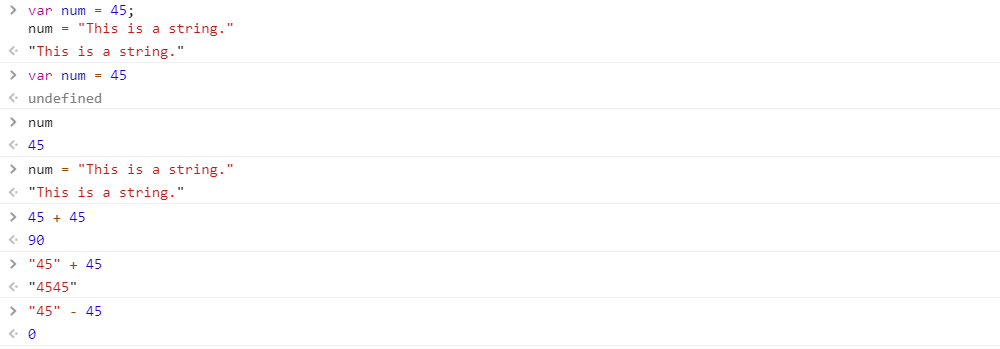 > var num = 45;
num = "This is a string."
<· "This is a string."
> var num = 45
<· undefined
> num
<· 45
> num = "This is a string."
<· "This is a string."
> 45 + 45
<· 90
> "45" + 45
<· "4545"
> "45" - 45
<· 0